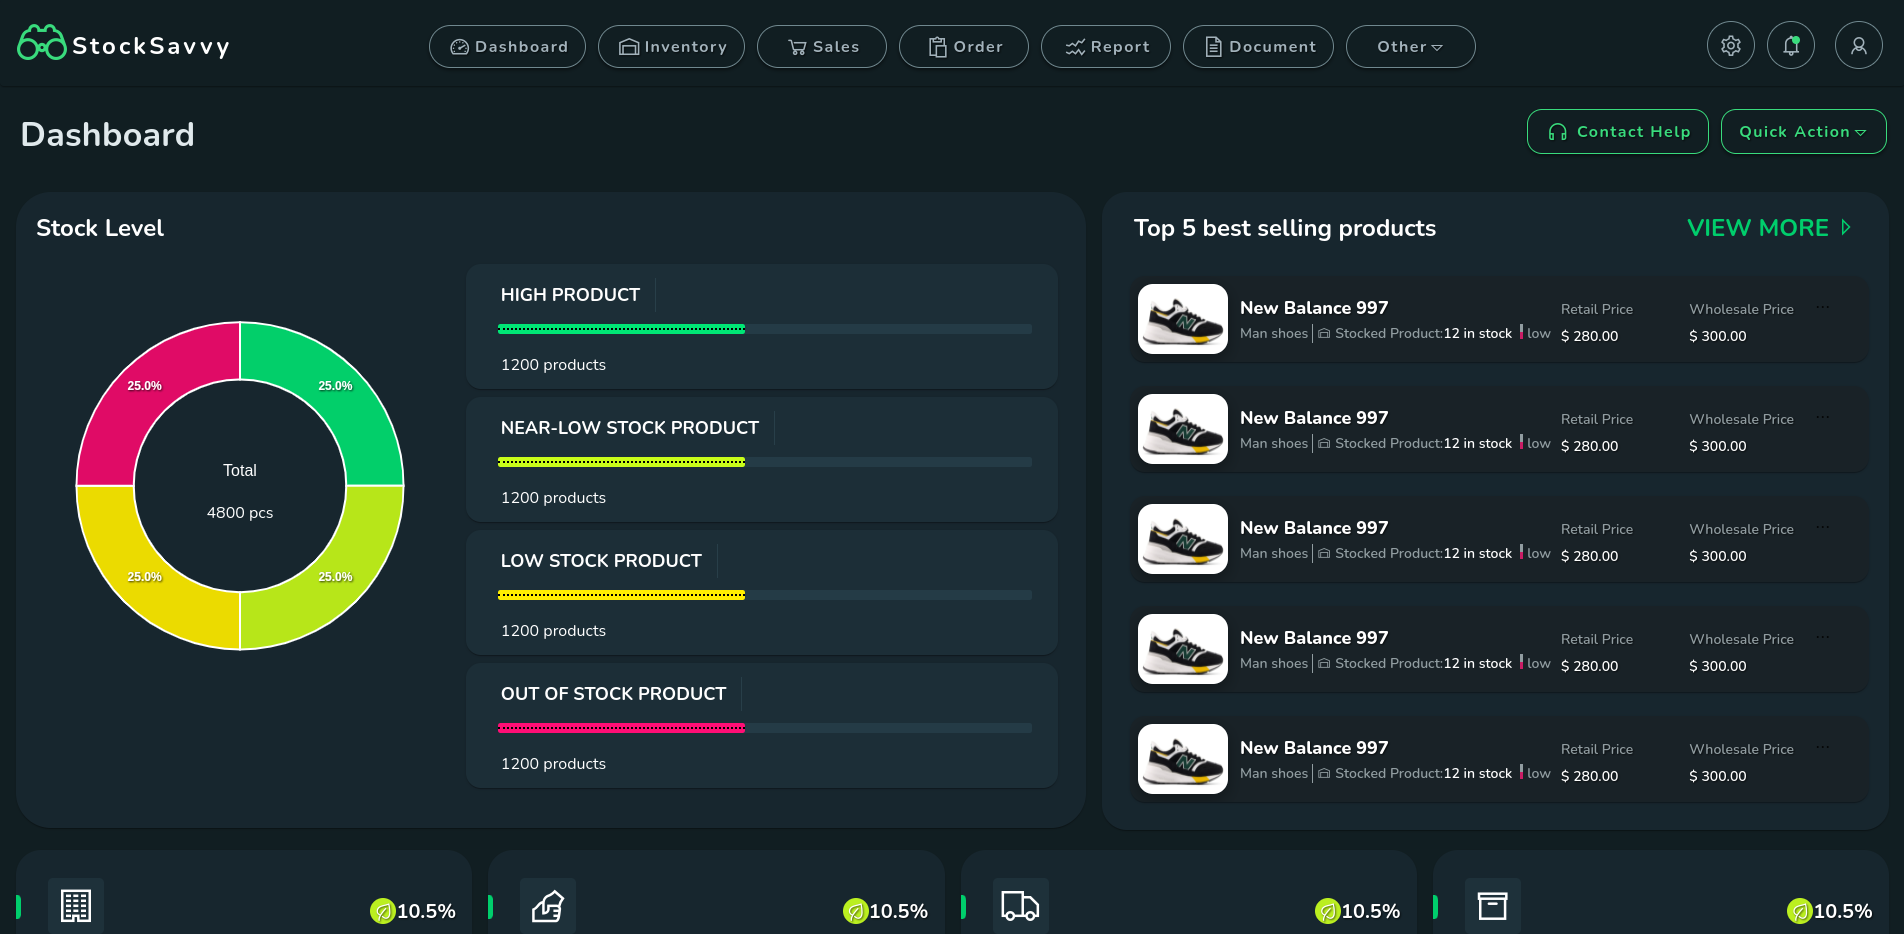 StockSavvy
Dashboard
Inventory
Sales
Order
Report
Document
Other
Dashboard
Contact Help
Quick Action
Stock Level
25.0%
25.0%
25.0%
25.0%
Total
4800 pcs
HIGH PRODUCT
1200 products
NEAR-LOW STOCK PRODUCT
1200 products
LOW STOCK PRODUCT
1200 products
OUT OF STOCK PRODUCT
1200 products
Top 5 best selling products
VIEW MORE
New Balance 997
Man shoes Stocked Product:12 in stock low
Retail Price
$ 280.00
Wholesale Price
$ 300.00
...
New Balance 997
Man shoes Stocked Product:12 in stock low
Retail Price
$ 280.00
Wholesale Price
$ 300.00
...
New Balance 997
Man shoes Stocked Product:12 in stock low
Retail Price
$ 280.00
Wholesale Price
$ 300.00
...
New Balance 997
Man shoes Stocked Product:12 in stock low
Retail Price
$ 280.00
Wholesale Price
$ 300.00
...
New Balance 997
Man shoes Stocked Product:12 in stock low
Retail Price
$ 280.00
Wholesale Price
$ 300.00
...
10.5%
10.5%
10.5%
10.5%